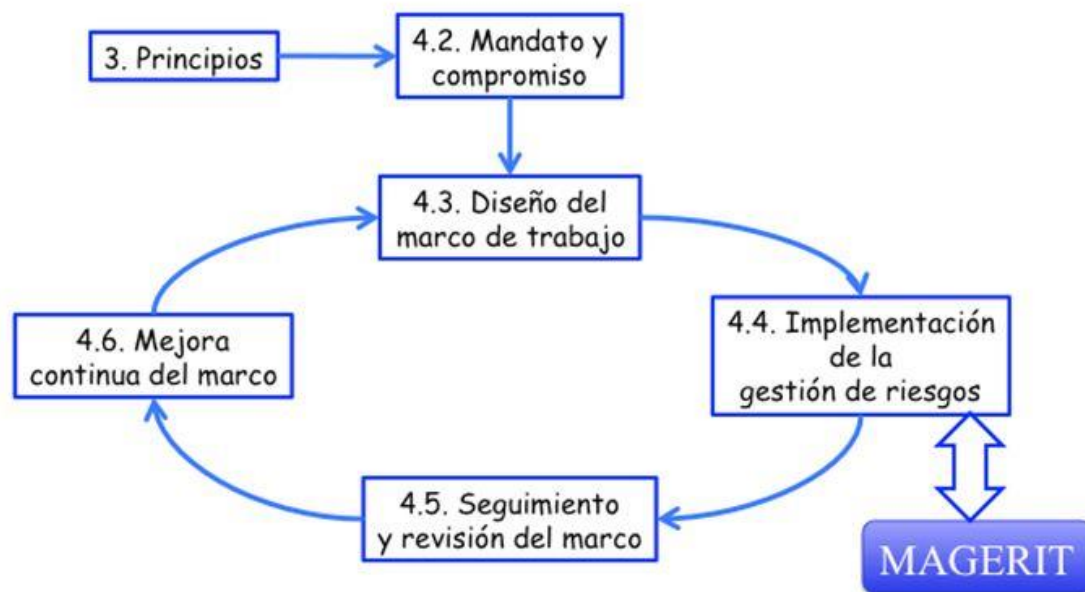 3. Principios
4.2. Mandato y
compromiso
4.3. Diseño del
marco de trabajo
4.4. Implementación
de la
gestión de riesgos
4.6. Mejora
continua del marco
4.5. Seguimiento
y revisión del marco
MAGERIT